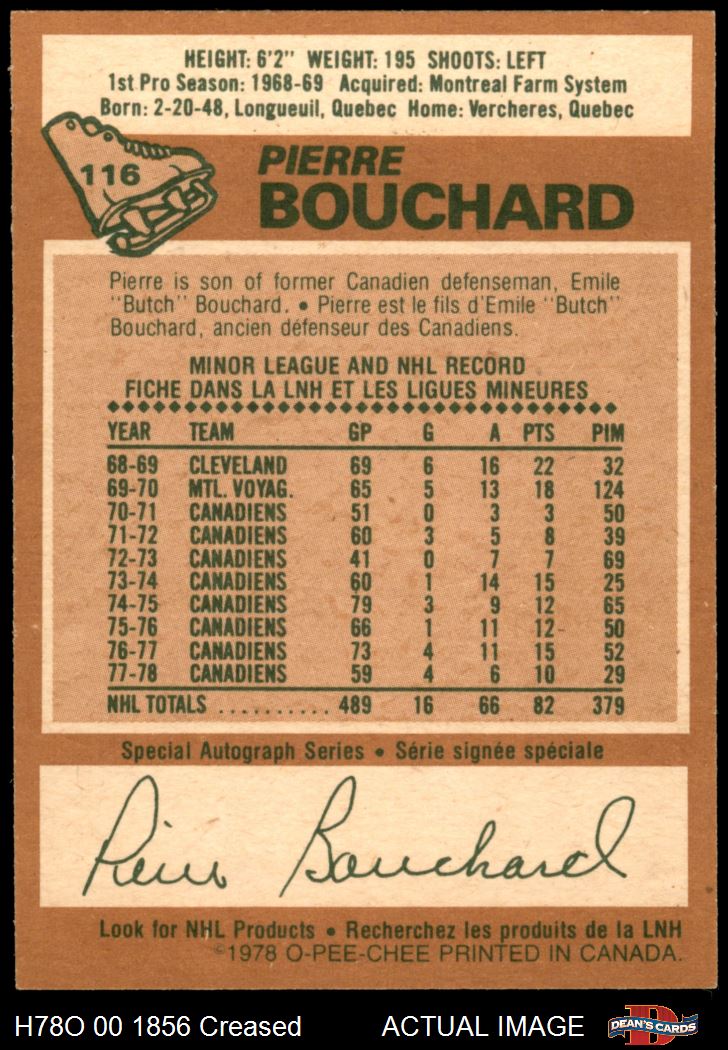 HEIGHT: 6'2" WEIGHT: 195 SHOOTS: LEFT
1st Pro Season: 1968-69 Acquired: Montreal Farm System
Born: 2-20-48, Longueuil, Quebec Home: Vercheres, Quebec
116
PIERRE
BOUCHARD
Pierre is son of former Canadien defenseman, Emile
"Butch" Bouchard. • Pierre est le fils d'Emile "Butch"
Bouchard, ancien défenseur des Canadiens.
MINOR LEAGUE AND NHL RECORD
FICHE DANS LA LNH ET LES LIGUES MINEURES
YEAR TEAM GP G A PTS PIM
68-69 CLEVELAND 69 6 16 22 32
69-70 MTL. VOYAG. 65 5 13 18 124
70-71 CANADIENS 51 0 3 3 50
71-72 CANADIENS 60 3 5 8 39
72-73 CANADIENS 41 0 7 7 69
73-74 CANADIENS 60 1 14 15 25
74-75 CANADIENS 79 3 9 12 65
75-76 CANADIENS 66 1 11 12 50
76-77 CANADIENS 73 4 11 15 52
77-78 CANADIENS 59 4 6 10 29
NHL TOTALS .......... 489 16 66 82 379
Special Autograph Series • Série signée spéciale
Pierre Bouchard
Look for NHL Products • Recherchez les produits de la LNH
©1978 O-PEE-CHEE PRINTED IN CANADA.
H78O 00 1856 Creased ACTUAL IMAGE DEAN'S CARDS